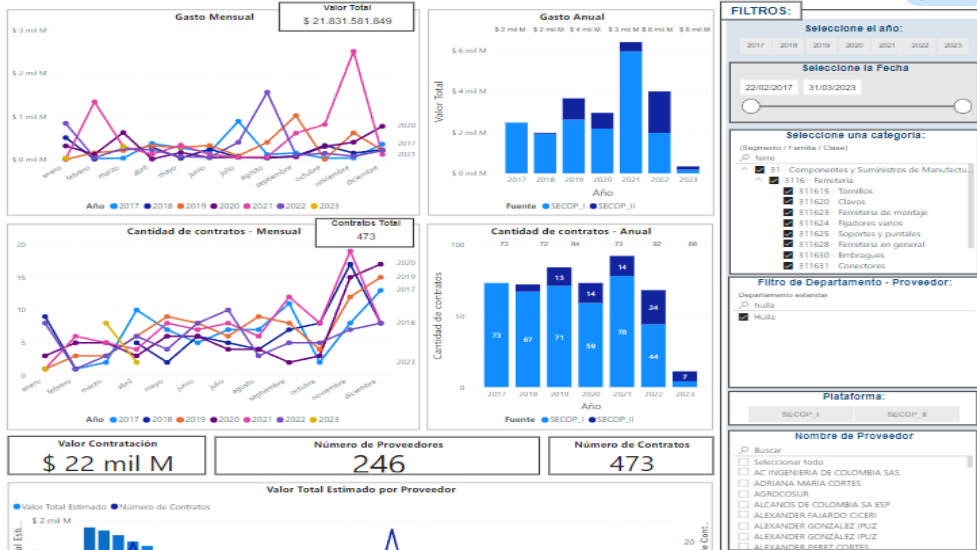 Gasto Mensual
Valor Total
$ 21.831.581.849
$ 3 mil M
$ 2 mil M
$ 1 mil M
$ 0 mil M
enero
febrero
marzo
abril
mayo
junio
julio
agosto
septiembre
octubre
noviembre
diciembre
2020
2017
2021
Año 2017 2018 2019 2020 2021 2022 2023
Gasto Anual
$ 2 mil M $ 2 mil M $ 4 mil M $ 3 mil M $ 6 mil M $ 6 mil M
Valor Total
$ 6 mil M
$ 4 mil M
$ 2 mil M
$ 0 mil M
2017 2018 2019 2020 2021 2022 2023
Año
Fuente SECOP_I SECOP_II
Cantidad de contratos - Mensual
Contratos Total
473
20
15
10
5
0
enero
febrero
marzo
abril
mayo
junio
julio
agosto
septiembre
octubre
noviembre
diciembre
2020
2019
2017
2018
2023
Año 2017 2018 2019 2020 2021 2022 2023
Cantidad de contratos - Anual
73 72 84 73 92 68
Cantidad de contratos
100
50
0
73
67
13
71
14
59
14
78
24
44
7
2017 2018 2019 2020 2021 2022 2023
Año
Fuente SECOP_I SECOP_II
Valor Contratación
$ 22 mil M
Número de Proveedores
246
Número de Contratos
473
Valor Total Estimado por Proveedor
Valor Total Estimado Número de Contratos
$ 2 mil M
20
FILTROS:
Seleccione el año:
2017 2018 2019 2020 2021 2022 2023
Seleccione la Fecha
22/02/2017 31/03/2023
Seleccione una categoria:
(Segmento / Familia / Clase)
ferre
31 - Componentes y Suministros de Manufactu...
3116 - Ferreteria
311615 - Tornillos
311620 - Clavos
311623 - Ferreteria de montaje
311624 - Fijadores varios
311625 - Soportes y puntales
311628 - Ferreteria en general
311630 - Embragues
311631 - Conectores
Filtro de Departamento - Proveedor:
Departamento estandar
huila
Huila
Plataforma:
SECOP_I SECOP_II
Nombre de Proveedor
Buscar
Seleccionar todo
AC INGENIERIA DE COLOMBIA SAS
ADRIANA MARÍA CORTES
AGROCOSUR
ALCANOS DE COLOMBIA SA ESP
ALEXANDER FAJARDO CICERI
ALEXANDER GONZALEZ IPUZ
ALEXANDER GONZÁLEZ IPUZ
ALEXANDER PEREZ CORTES